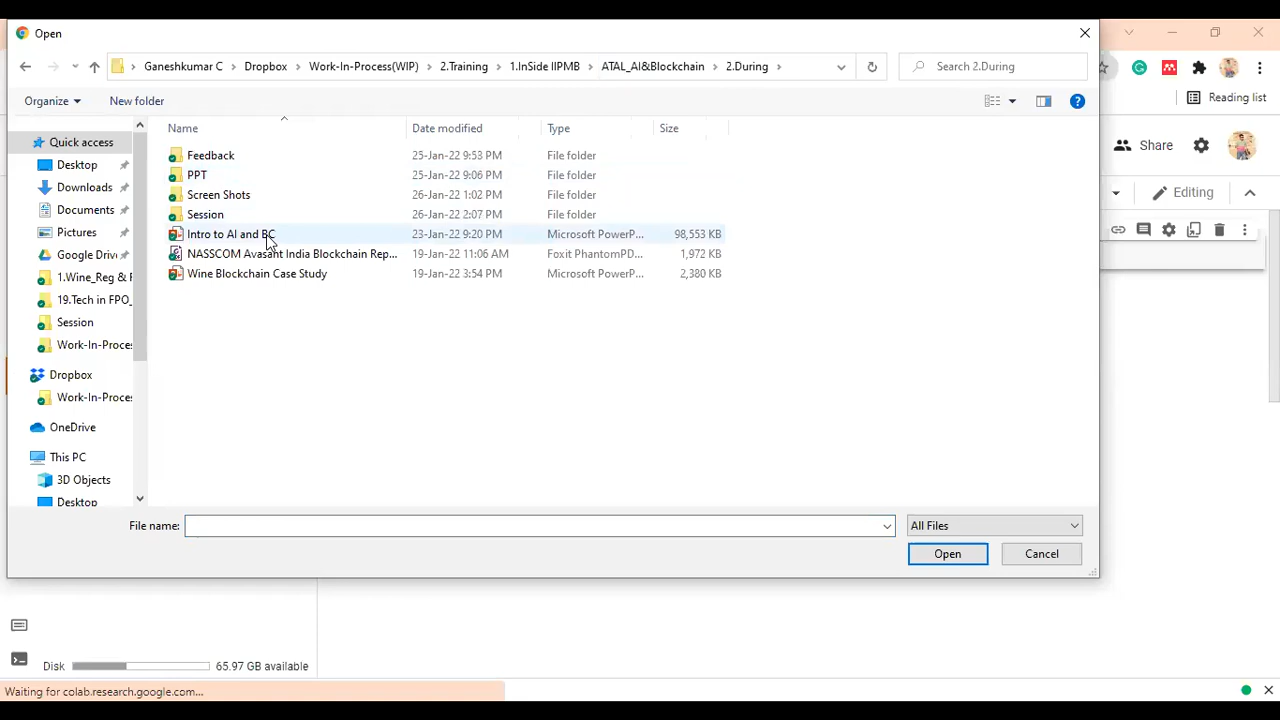 Open
Ganeshkumar C > Dropbox > Work-In-Process(WIP) > 2.Training > 1.InSide IIPMB > ATAL_AI&Blockchain > 2.During >
Search 2.During
Organize
New folder
Reading list
Name
Date modified
Type
Size
Quick access
Desktop
Downloads
Documents
Pictures
Google Driv
1.Wine_Reg & F
19.Tech in FPO_
Session
Work-In-Proce
Dropbox
Work-In-Proce
OneDrive
This PC
3D Objects
Desktop
Feedback 25-Jan-22 9:53 PM File folder
PPT 25-Jan-22 9:06 PM File folder
Screen Shots 26-Jan-22 1:02 PM File folder
Session 26-Jan-22 2:07 PM File folder
Intro to AI and BC 23-Jan-22 9:20 PM Microsoft PowerP... 98,553 KB
NASSCOM Avasant India Blockchain Rep... 19-Jan-22 11:06 AM Foxit PhantomPD... 1,972 KB
Wine Blockchain Case Study 19-Jan-22 3:54 PM Microsoft PowerP... 2,380 KB
Share
Editing
File name:
All Files
Open
Cancel
Disk
65.97 GB available
Waiting for colab.research.google.com...